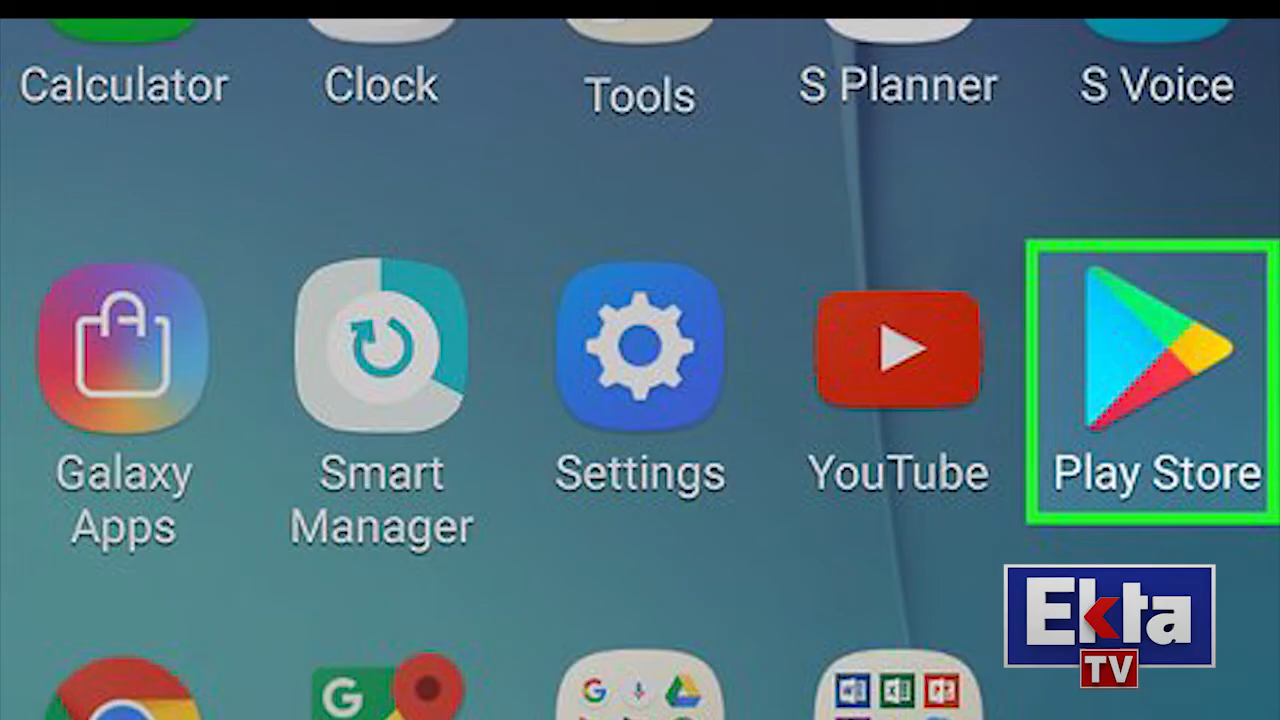 Calculator
Clock
Tools
S Planner
S Voice
Galaxy
Apps
Smart
Manager
Settings
YouTube
Play Store
Ekta
TV
G
G